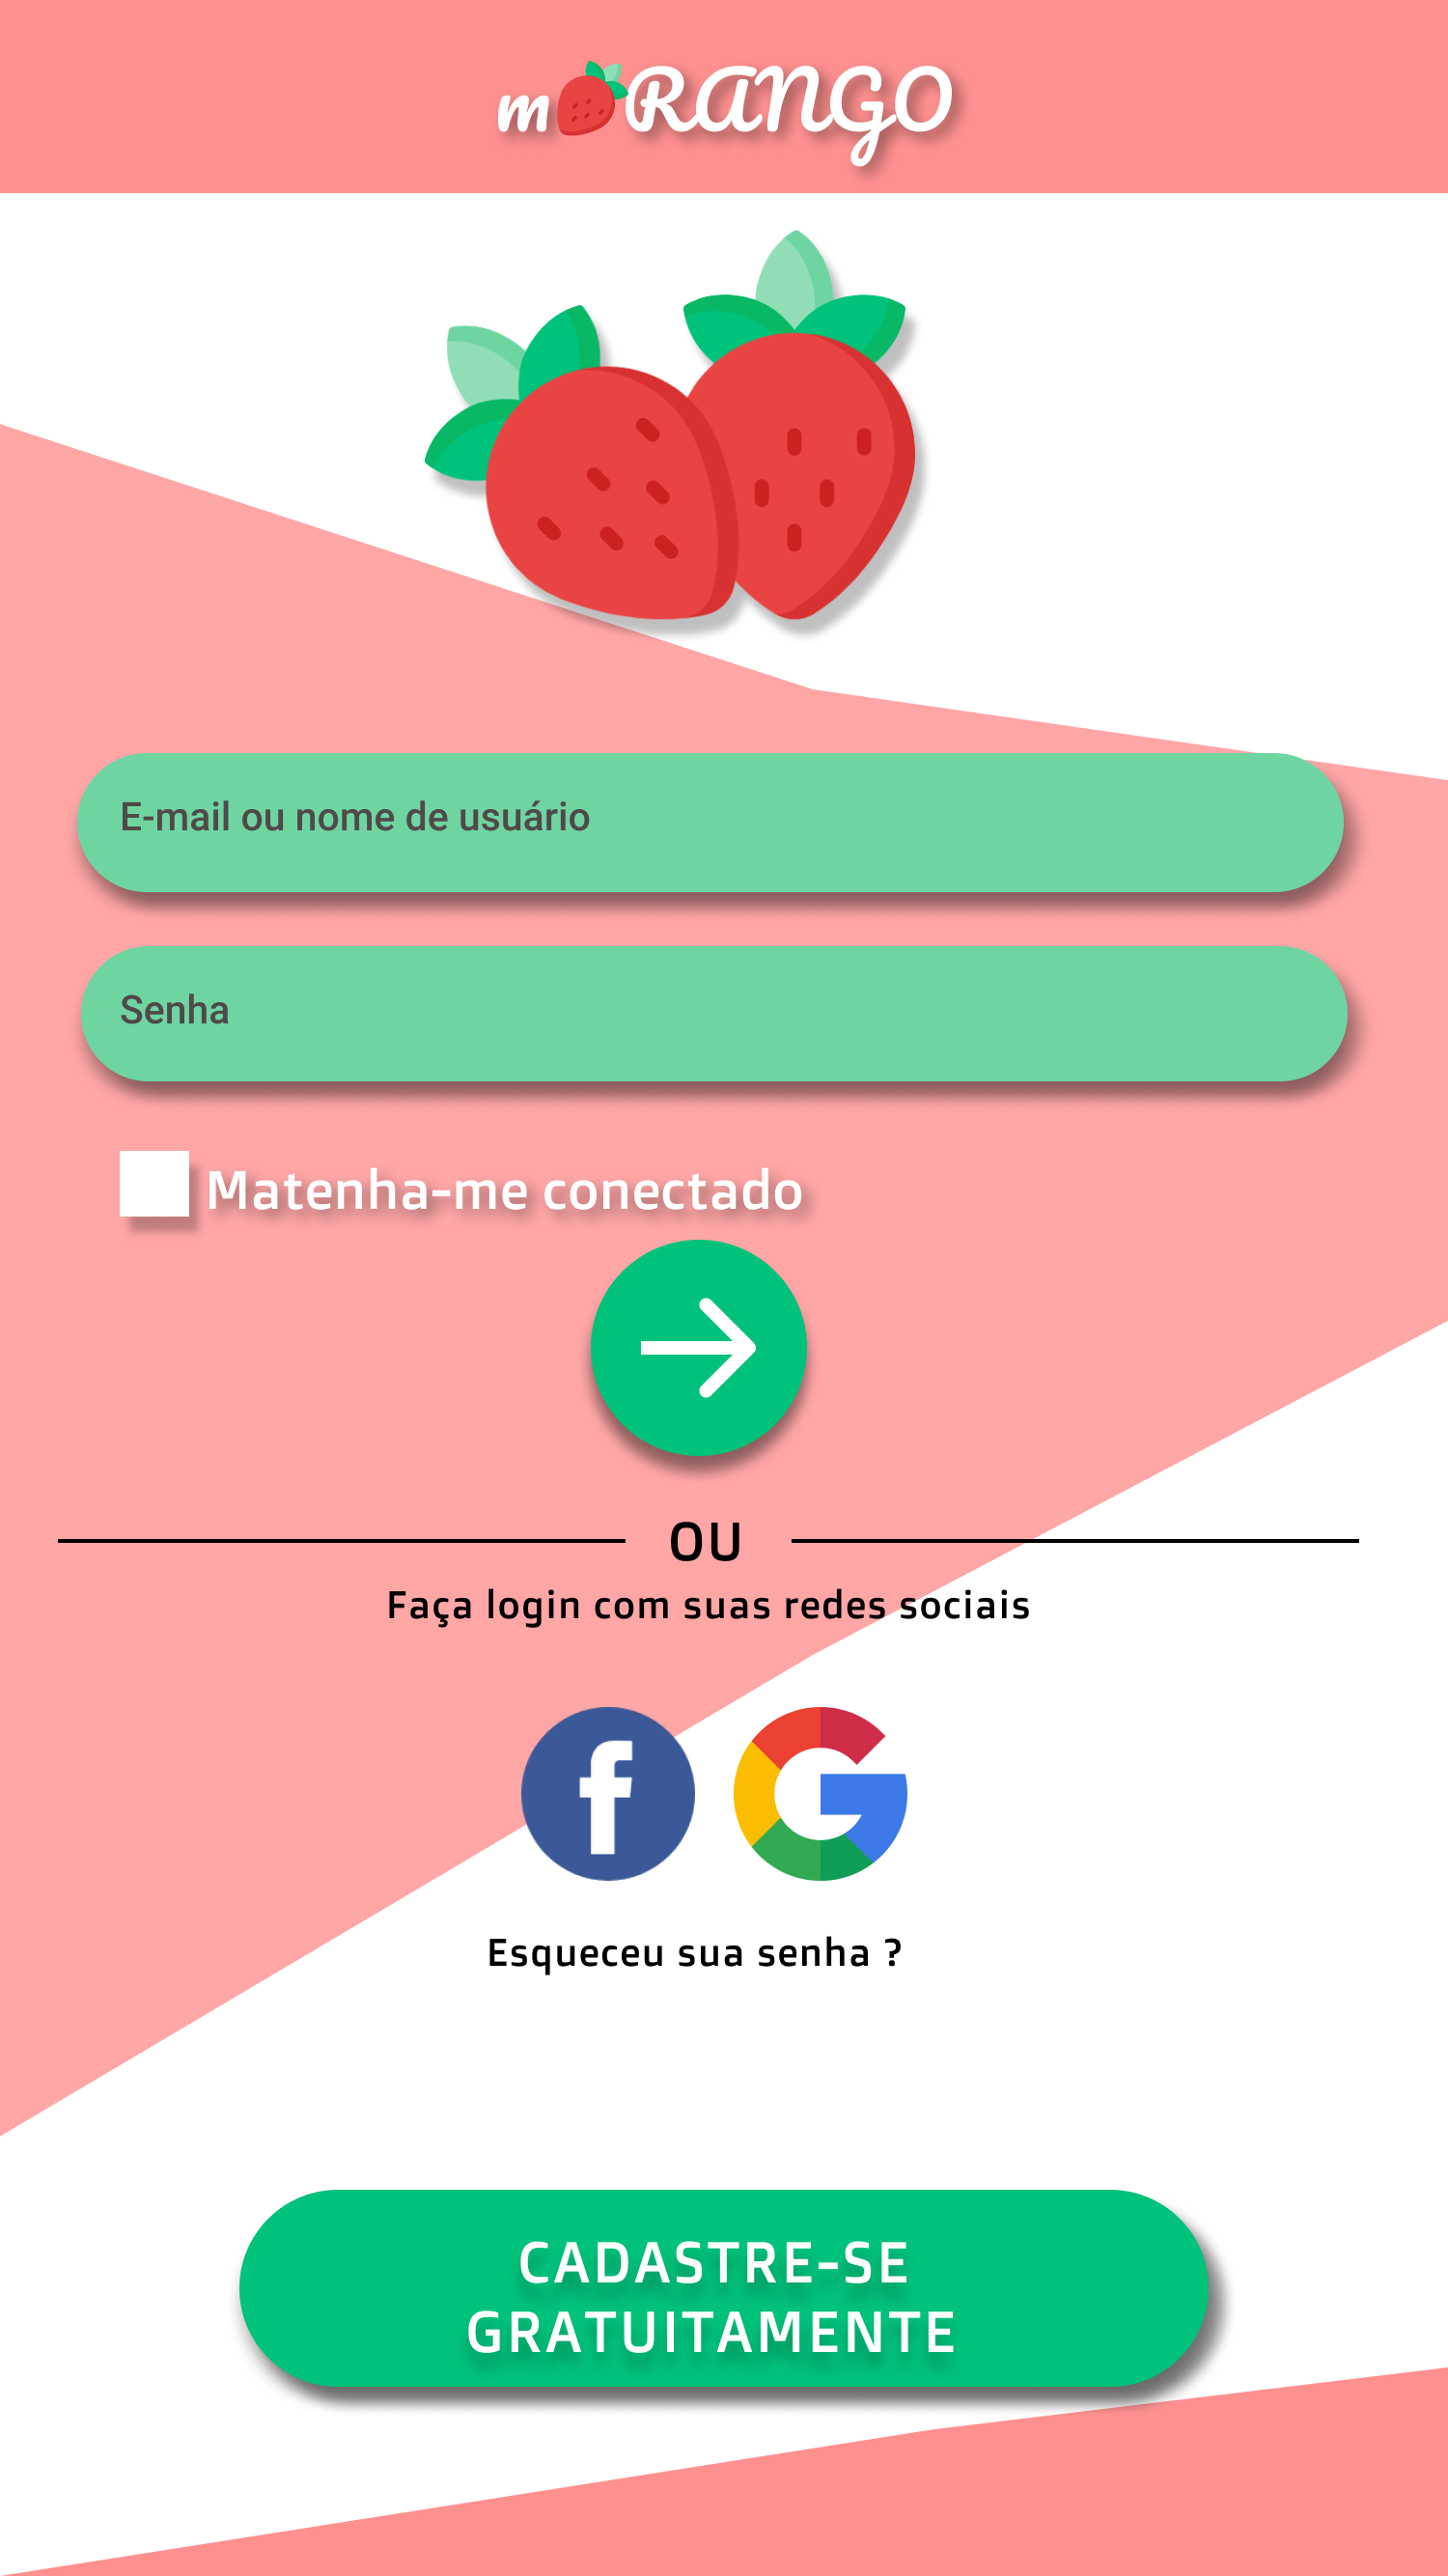 mORANGO
E-mail ou nome de usuário
Senha
Matenha-me conectado
OU
Faça login com suas redes sociais
Esqueceu sua senha ?
CADASTRE-SE
GRATUITAMENTE